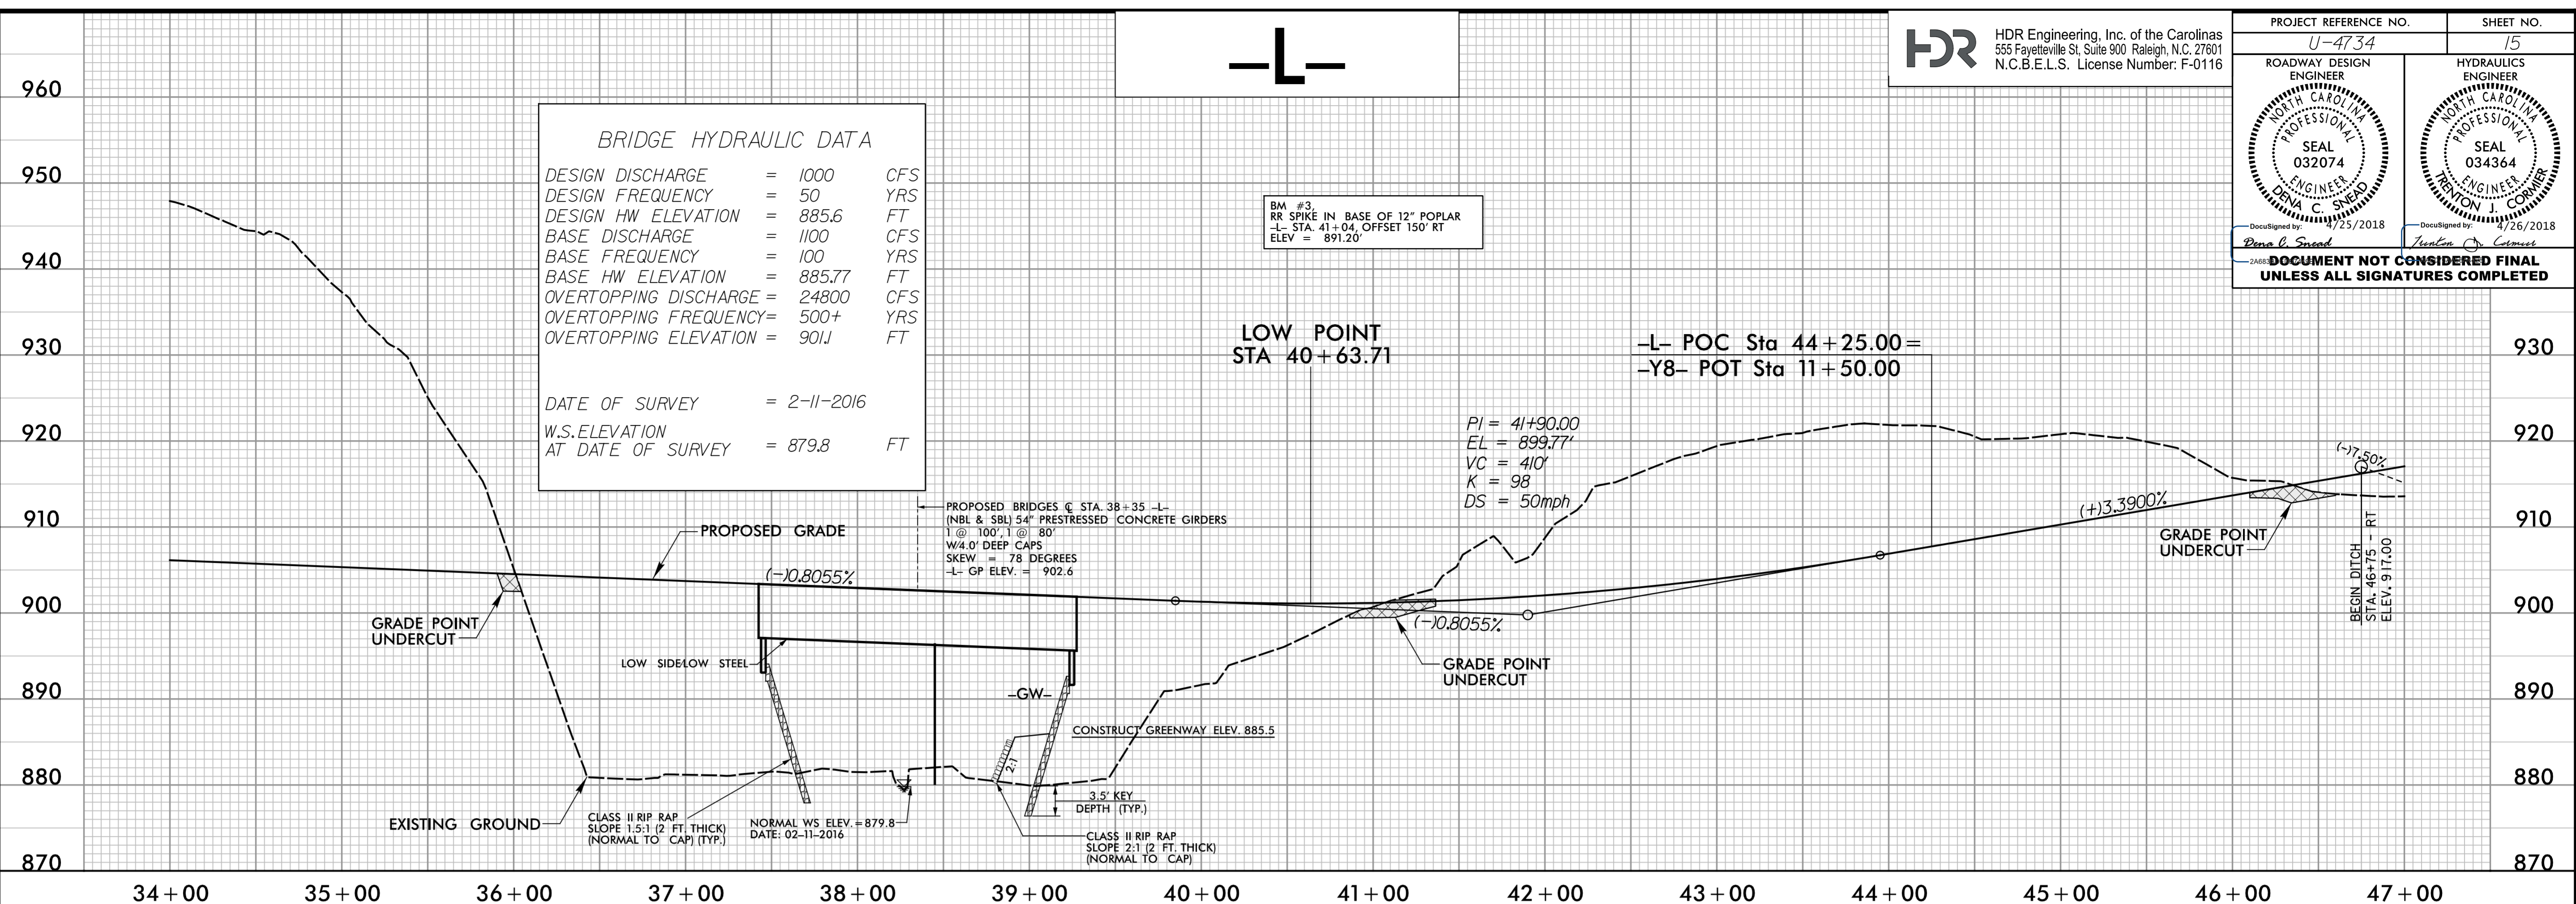 –L–
HDR
HDR Engineering, Inc. of the Carolinas
555 Fayetteville St, Suite 900 Raleigh, N.C. 27601
N.C.B.E.L.S. License Number: F-0116
PROJECT REFERENCE NO.
SHEET NO.
U-4734
15
ROADWAY DESIGN
ENGINEER
HYDRAULICS
ENGINEER
NORTH CAROLINA
PROFESSIONAL
SEAL
032074
ENGINEER
DENA C. SNEAD
NORTH CAROLINA
PROFESSIONAL
SEAL
034364
ENGINEER
TRENTON J. CORMIER
DocuSigned by:
4/25/2018
Dena C. Snead
DocuSigned by:
4/26/2018
Trenton J. Cormier
DOCUMENT NOT CONSIDERED FINAL
UNLESS ALL SIGNATURES COMPLETED
BRIDGE HYDRAULIC DATA
DESIGN DISCHARGE = 1000 CFS
DESIGN FREQUENCY = 50 YRS
DESIGN HW ELEVATION = 885.6 FT
BASE DISCHARGE = 1100 CFS
BASE FREQUENCY = 100 YRS
BASE HW ELEVATION = 885.77 FT
OVERTOPPING DISCHARGE = 24800 CFS
OVERTOPPING FREQUENCY= 500+ YRS
OVERTOPPING ELEVATION = 901.1 FT
DATE OF SURVEY = 2-11-2016
W.S.ELEVATION
AT DATE OF SURVEY = 879.8 FT
BM #3,
RR SPIKE IN BASE OF 12" POPLAR
-L- STA. 41+04, OFFSET 150' RT
ELEV = 891.20'
LOW POINT
STA 40+63.71
–L– POC Sta 44+25.00=
–Y8– POT Sta 11+50.00
PI = 41+90.00
EL = 899.77'
VC = 410'
K = 98
DS = 50mph
PROPOSED BRIDGES ℄ STA. 38+35 –L–
(NBL & SBL) 54" PRESTRESSED CONCRETE GIRDERS
1 @ 100', 1 @ 80'
W/4.0' DEEP CAPS
SKEW = 78 DEGREES
–L– GP ELEV. = 902.6
PROPOSED GRADE
(-)0.8055%
GRADE POINT
UNDERCUT
LOW SIDE/LOW STEEL
–GW–
CONSTRUCT GREENWAY ELEV. 885.5
2:1
3.5' KEY
DEPTH (TYP.)
EXISTING GROUND
CLASS II RIP RAP
SLOPE 1.5:1 (2 FT. THICK)
(NORMAL TO CAP) (TYP.)
NORMAL WS ELEV.=879.8
DATE: 02–11–2016
CLASS II RIP RAP
SLOPE 2:1 (2 FT. THICK)
(NORMAL TO CAP)
(-)0.8055%
GRADE POINT
UNDERCUT
(+)3.3900%
GRADE POINT
UNDERCUT
(-)7.50%
BEGIN DITCH
STA. 46+75 - RT
ELEV. 917.00
960
950
940
930
920
910
900
890
880
870
930
920
910
900
890
880
870
34+00 35+00 36+00 37+00 38+00 39+00 40+00 41+00 42+00 43+00 44+00 45+00 46+00 47+00